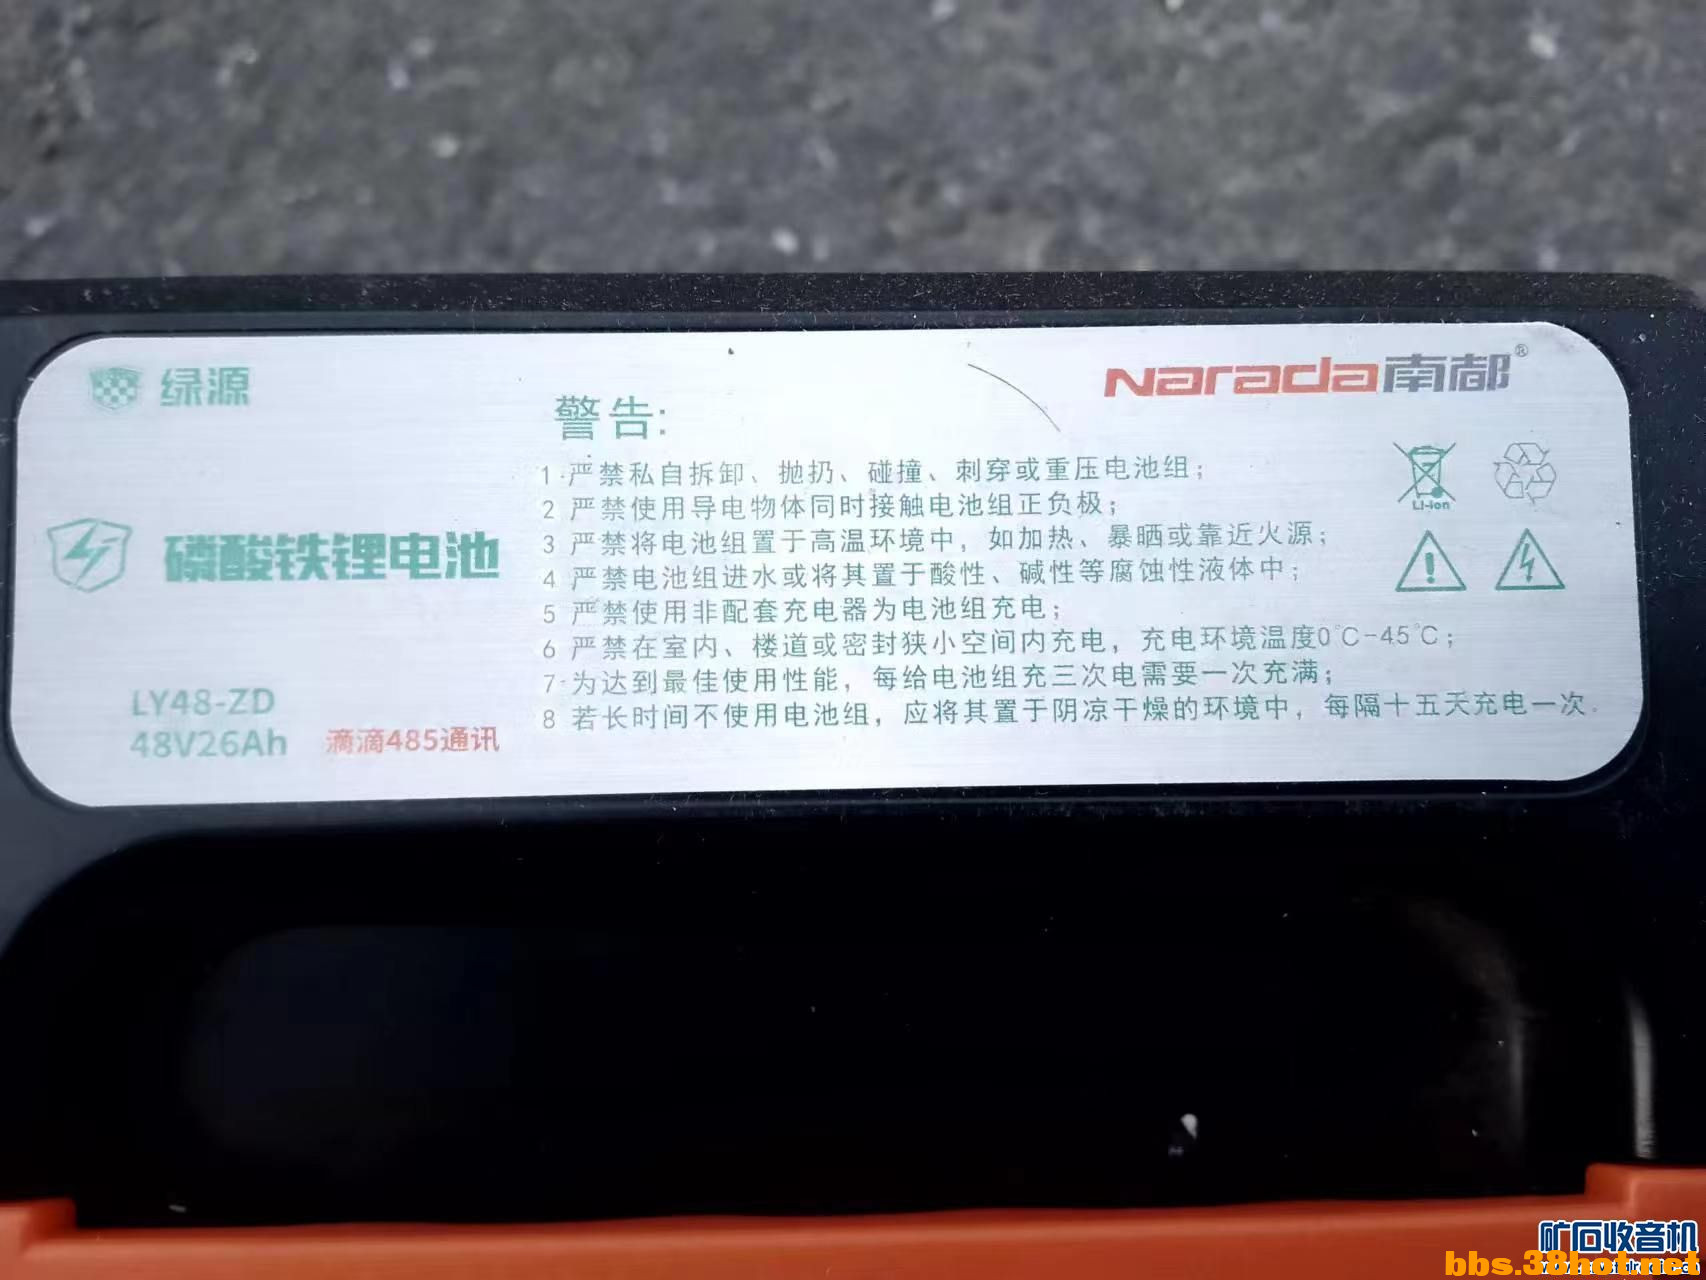 绿源
Narada南都®
警告:
1 严禁私自拆卸、抛扔、碰撞、刺穿或重压电池组;
2 严禁使用导电物体同时接触电池组正负极;
3 严禁将电池组置于高温环境中，如加热、暴晒或靠近火源;
4 严禁电池组进水或将其置于酸性、碱性等腐蚀性液体中;
5 严禁使用非配套充电器为电池组充电;
6 严禁在室内、楼道或密封狭小空间内充电，充电环境温度0℃-45℃;
7 为达到最佳使用性能，每给电池组充三次电需要一次充满;
8 若长时间不使用电池组，应将其置于阴凉干燥的环境中，每隔十五天充电一次.
Li-ion
磷酸铁锂电池
LY48-ZD
48V26Ah
滴滴485通讯
矿石收音机
bbs.38hot.net